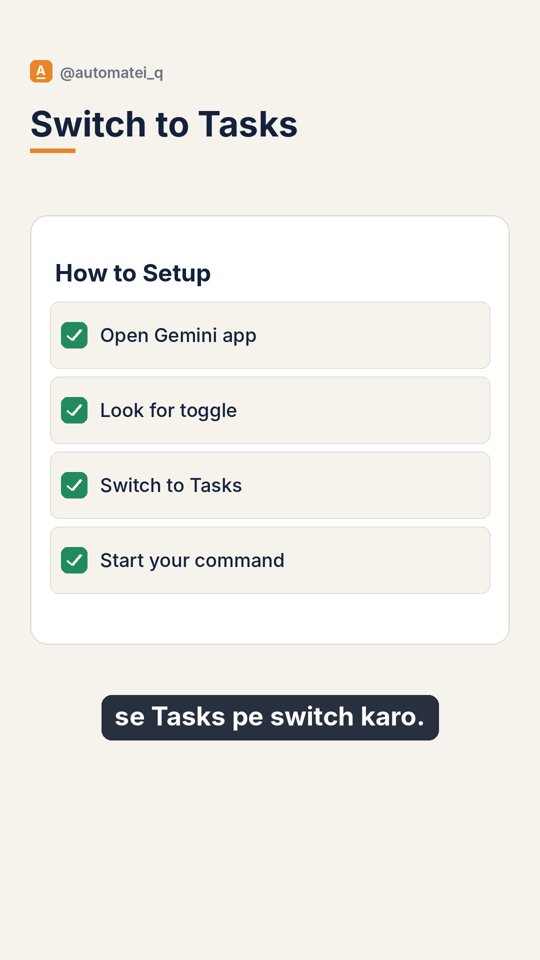 A @automatei_q
Switch to Tasks
How to Setup
Open Gemini app
Look for toggle
Switch to Tasks
Start your command
se Tasks pe switch karo.